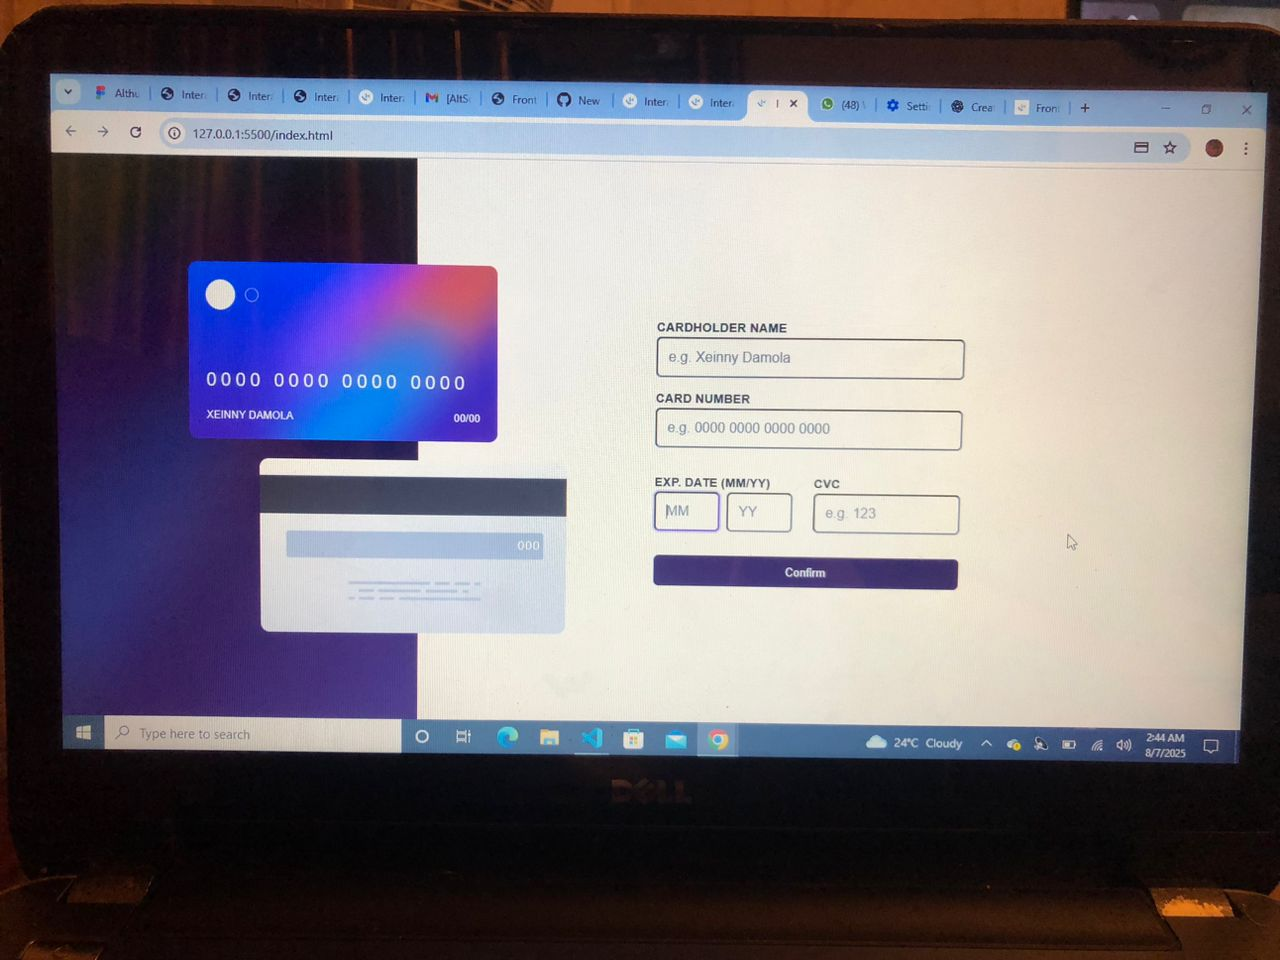 Althu
Inter
Inter
Inter
Inter
[AltS
Front
New
Inter
Inter
(48)
Setti
Crea
Fron
127.0.0.1:5500/index.html
0000 0000 0000 0000
XEINNY DAMOLA 00/00
000
CARDHOLDER NAME
e.g. Xeinny Damola
CARD NUMBER
e.g. 0000 0000 0000 0000
EXP. DATE (MM/YY) CVC
MM YY e.g. 123
Confirm
Type here to search
24°C Cloudy
2:44 AM
8/7/2025
DELL